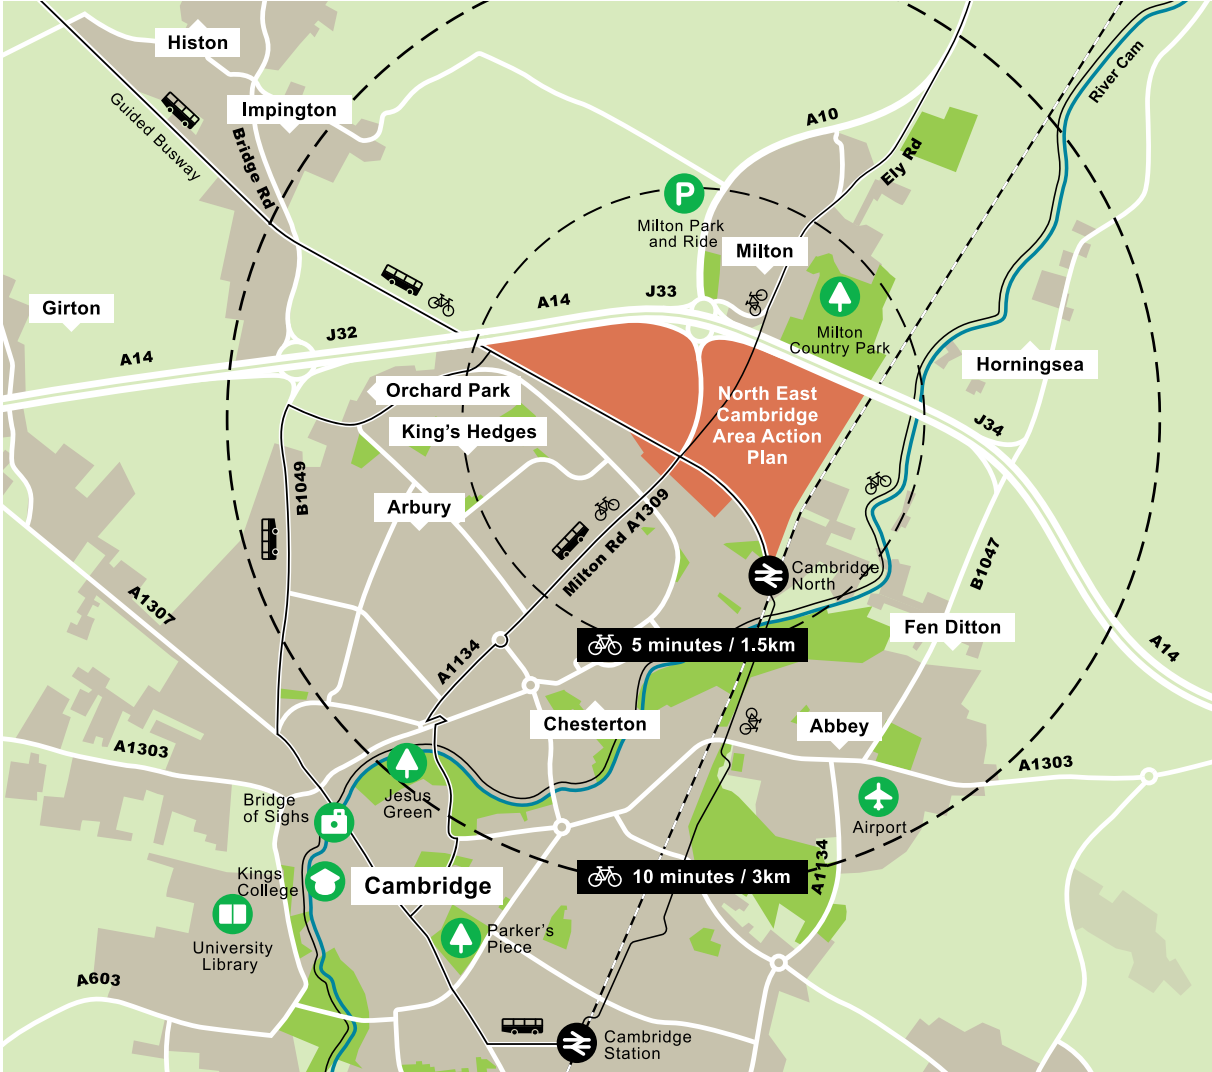 Histon
River Cam
Guided Busway
Impington
A10
Bridge Rd
Ely Rd
P
Milton Park
and Ride
Milton
Girton
A14
J33
J32
A14
Milton
Country Park
Horningsea
Orchard Park
North East
Cambridge
Area Action
Plan
King's Hedges
J34
B1049
Arbury
Milton Rd A1309
B1047
Cambridge
North
A1307
Fen Ditton
5 minutes / 1.5km
A14
A1134
Chesterton
Abbey
A1303
A1303
Jesus
Green
Bridge
of Sighs
Airport
A1134
Kings
College
Cambridge
10 minutes / 3km
University
Library
Parker's
Piece
A603
Cambridge
Station